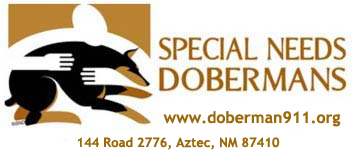 SPECIAL NEEDS
DOBERMANS
www.doberman911.org
144 Road 2776, Aztec, NM 87410